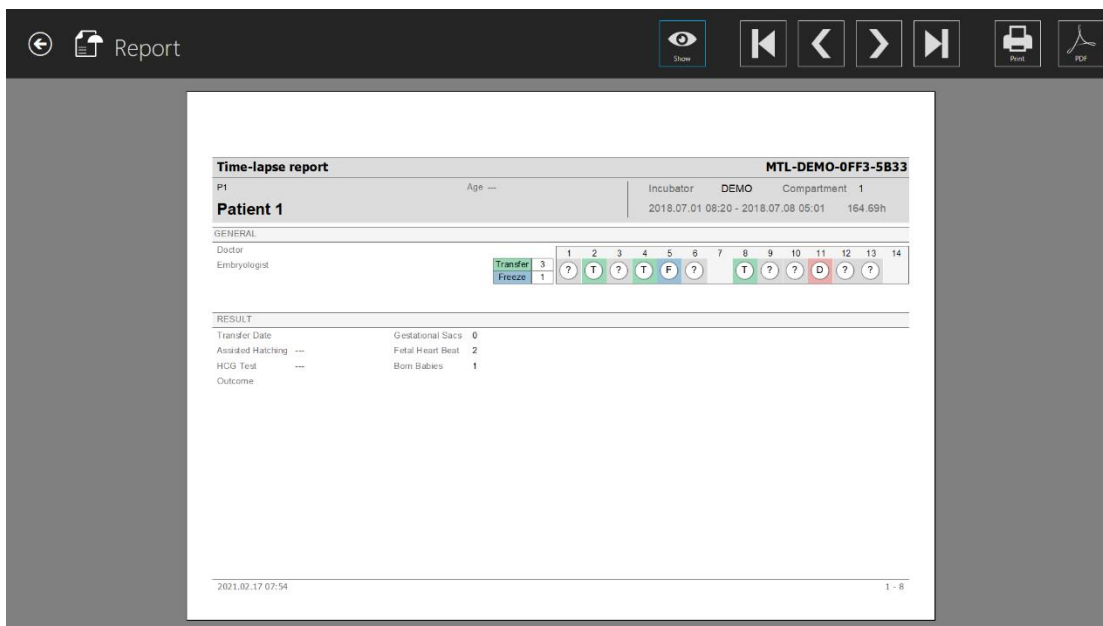 Report
Show
Print
PDF
Time-lapse report MTL-DEMO-0FF3-5B33
P1 Age --- Incubator DEMO Compartment 1
Patient 1 2018.07.01 08:20 - 2018.07.08 05:01 164.69h
GENERAL
Doctor
1 2 3 4 5 6 7 8 9 10 11 12 13 14
Embryologist
Transfer 3 ? T ? T F ? T ? ? D ? ?
Freeze 1
RESULT
Transfer Date Gestational Sacs 0
Assisted Hatching --- Fetal Heart Beat 2
HCG Test --- Born Babies 1
Outcome
2021.02.17 07:54 1 - 8